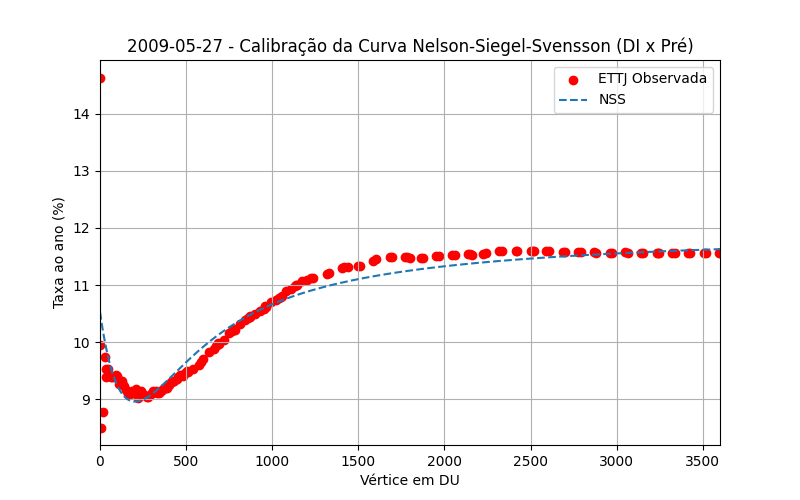 2009-05-27 - Calibração da Curva Nelson-Siegel-Svensson (DI x Pré)
ETTJ Observada
NSS
Taxa ao ano (%)
14
13
12
11
10
9
0 500 1000 1500 2000 2500 3000 3500
Vértice em DU